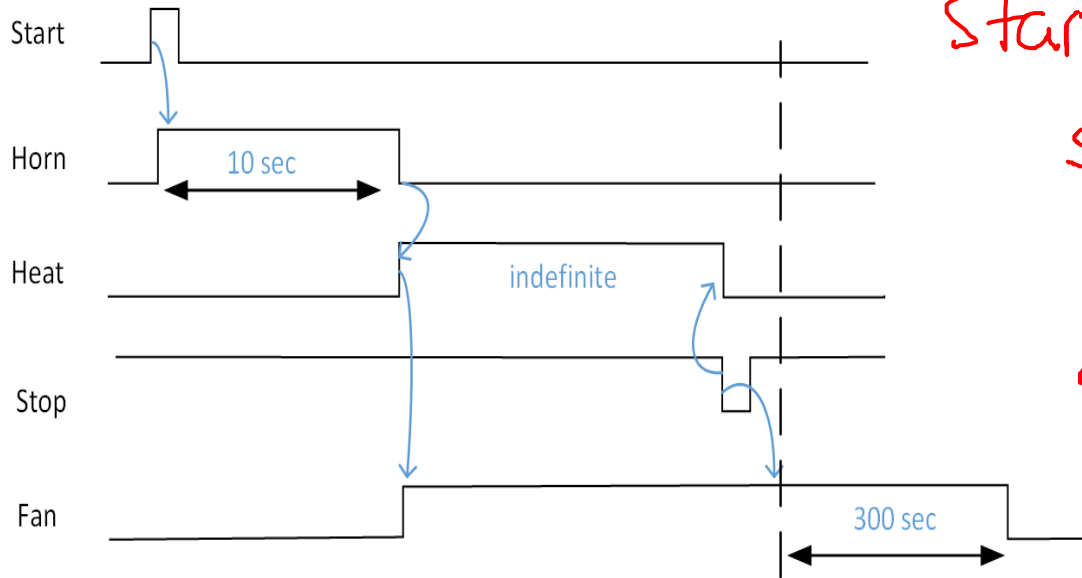 Start
Horn
10 sec
Heat
indefinite
Stop
Fan
300 sec